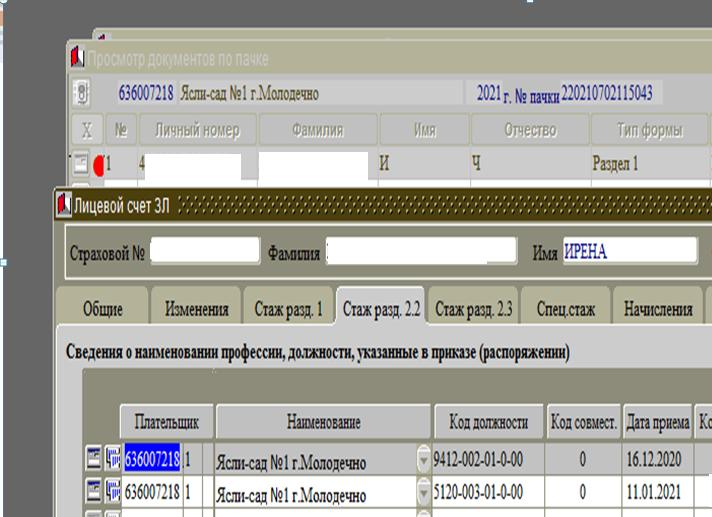 Просмотр документов по пачке
636007218 Ясли-сад №1 г.Молодечно 2021 г. № пачки 220210702115043
X № Личный номер Фамилия Имя Отчество Тип формы
1 4 И Ч Раздел 1
Лицевой счет ЗЛ
Страховой № Фамилия Имя ИРЕНА
Общие Изменения Стаж разд. 1 Стаж разд. 2.2 Стаж разд. 2.3 Спец.стаж Начисления
Сведения о наименовании профессии, должности, указанные в приказе (распоряжении)
Плательщик Наименование Код должности Код совмест. Дата приема Ко
636007218 1 Ясли-сад №1 г.Молодечно 9412-002-01-0-00 0 16.12.2020
636007218 1 Ясли-сад №1 г.Молодечно 5120-003-01-0-00 0 11.01.2021